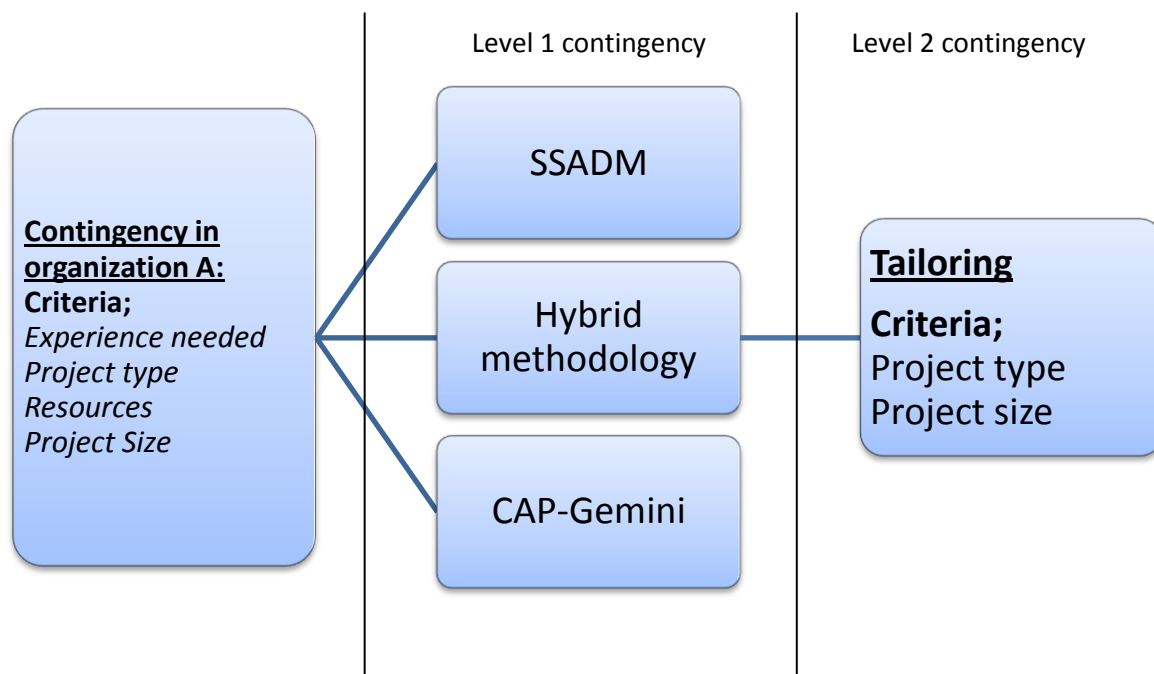 Level 1 contingency
Level 2 contingency
Contingency in
organization A:
Criteria;
Experience needed
Project type
Resources
Project Size
SSADM
Hybrid
methodology
CAP-Gemini
Tailoring
Criteria;
Project type
Project size